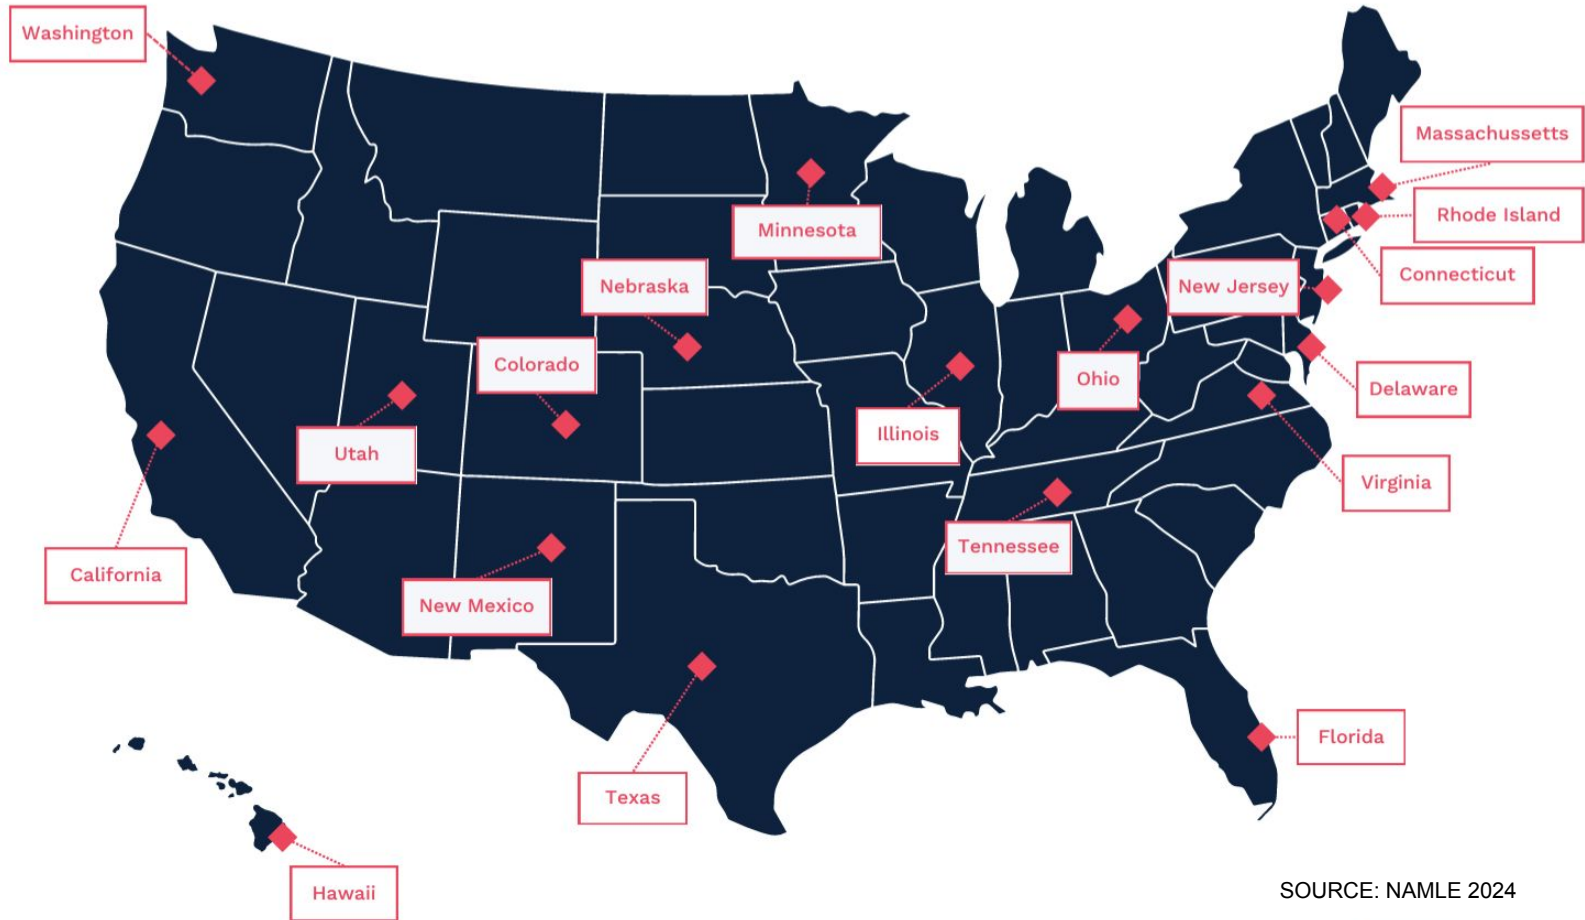 Washington
Massachussetts
Rhode Island
Minnesota
Connecticut
Nebraska
New Jersey
Colorado
Ohio
Delaware
Illinois
Utah
Virginia
Tennessee
California
New Mexico
Florida
Texas
Hawaii
SOURCE: NAMLE 2024